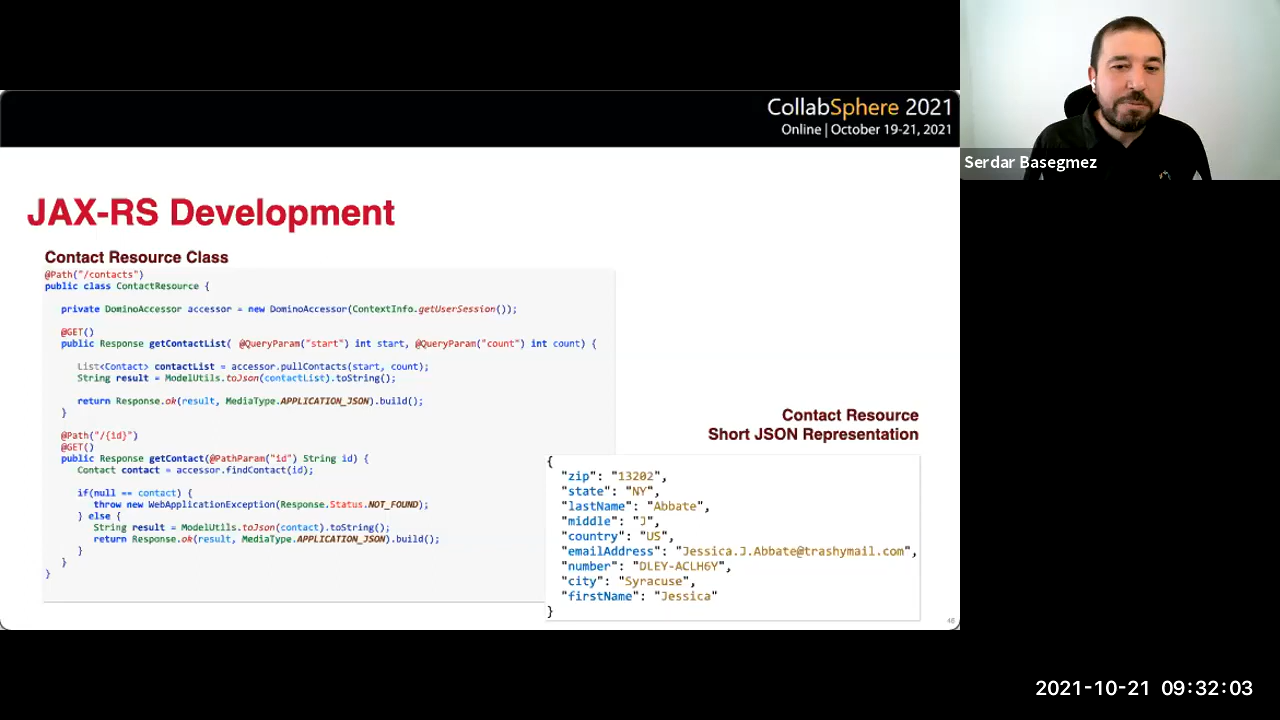 CollabSphere 2021
Online | October 19-21, 2021
Serdar Basegmez
JAX-RS Development
Contact Resource Class
@Path("/contacts")
public class ContactResource {
private DominoAccessor accessor = new DominoAccessor(ContextInfo.getUserSession());
@GET()
public Response getContactList( @QueryParam("start") int start, @QueryParam("count") int count) {
List<Contact> contactList = accessor.pullContacts(start, count);
String result = ModelUtils.toJson(contactList).toString();
return Response.ok(result, MediaType.APPLICATION_JSON).build();
}
@Path("/{id}")
@GET()
public Response getContact(@PathParam("id") String id) {
Contact contact = accessor.findContact(id);
if(null == contact) {
throw new WebApplicationException(Response.Status.NOT_FOUND);
} else {
String result = ModelUtils.toJson(contact).toString();
return Response.ok(result, MediaType.APPLICATION_JSON).build();
}
}
}
Contact Resource
Short JSON Representation
{
"zip": "13202",
"state": "NY",
"lastName": "Abbate",
"middle": "J",
"country": "US",
"emailAddress": "Jessica.J.Abbate@trashymail.com",
"number": "DLEY-ACLH6Y",
"city": "Syracuse",
"firstName": "Jessica"
}
48
2021-10-21 09:32:03